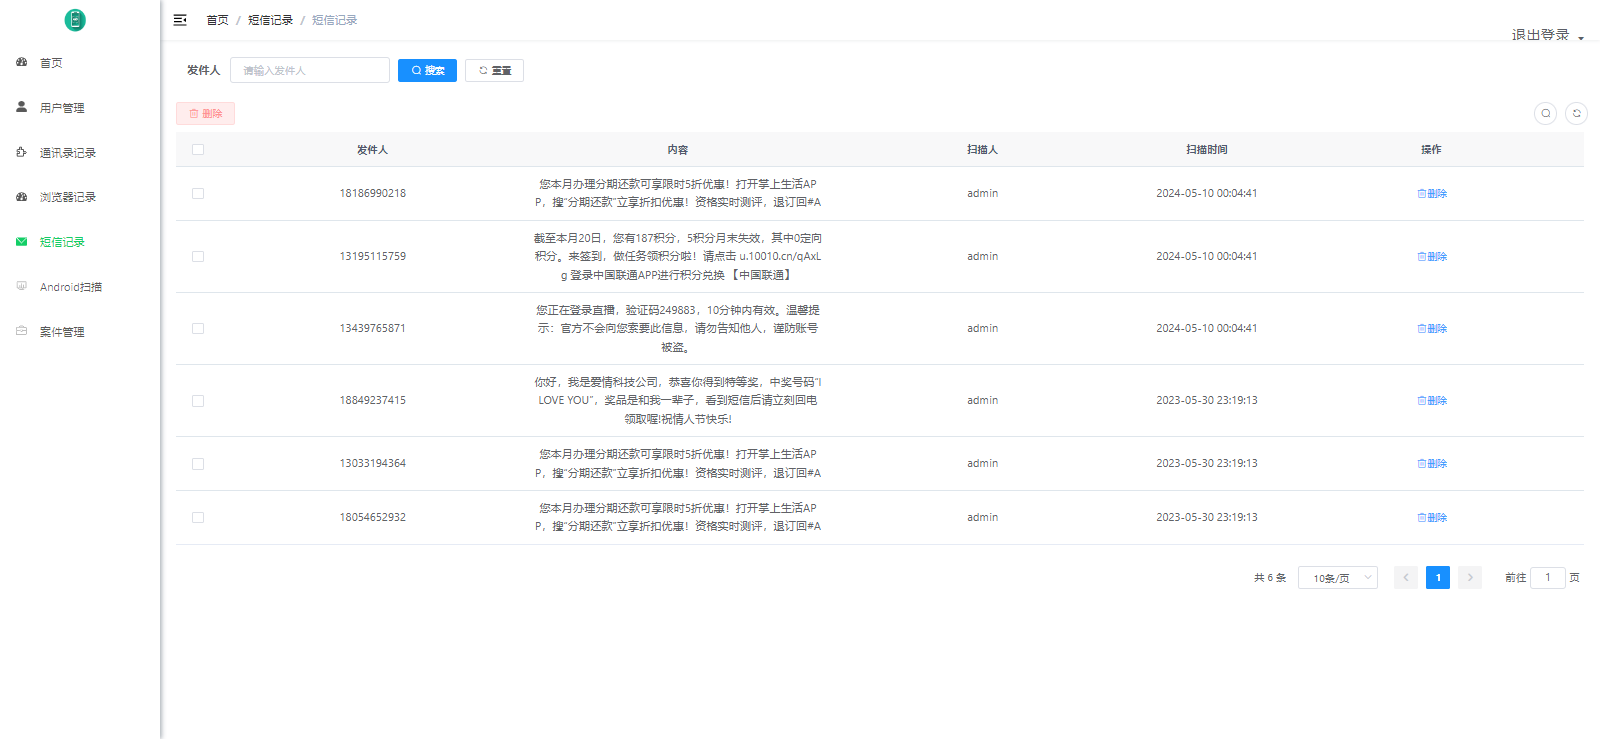 首页 / 短信记录 / 短信记录
退出登录
首页
用户管理
通讯录记录
浏览器记录
短信记录
Android扫描
案件管理
发件人 请输入发件人 搜索 重置
删除
发件人 内容 扫描人 扫描时间 操作
18186990218
您本月办理分期还款可享限时5折优惠！打开掌上生活AP
P，搜“分期还款”立享折扣优惠！资格实时测评，退订回#A
admin 2024-05-10 00:04:41 删除
13195115759
截至本月20日，您有187积分，5积分月末失效，其中0定向
积分。来签到，做任务领积分啦！请点击 u.10010.cn/qAxL
g 登录中国联通APP进行积分兑换 【中国联通】
admin 2024-05-10 00:04:41 删除
13439765871
您正在登录直播，验证码249883，10分钟内有效。温馨提
示：官方不会向您索要此信息，请勿告知他人，谨防账号
被盗。
admin 2024-05-10 00:04:41 删除
18849237415
你好，我是爱情科技公司，恭喜你得到特等奖，中奖号码“I
LOVE YOU”，奖品是和我一辈子，看到短信后请立刻回电
领取喔!祝情人节快乐!
admin 2023-05-30 23:19:13 删除
13033194364
您本月办理分期还款可享限时5折优惠！打开掌上生活AP
P，搜“分期还款”立享折扣优惠！资格实时测评，退订回#A
admin 2023-05-30 23:19:13 删除
18054652932
您本月办理分期还款可享限时5折优惠！打开掌上生活AP
P，搜“分期还款”立享折扣优惠！资格实时测评，退订回#A
admin 2023-05-30 23:19:13 删除
共 6 条 10条/页 1 前往 1 页